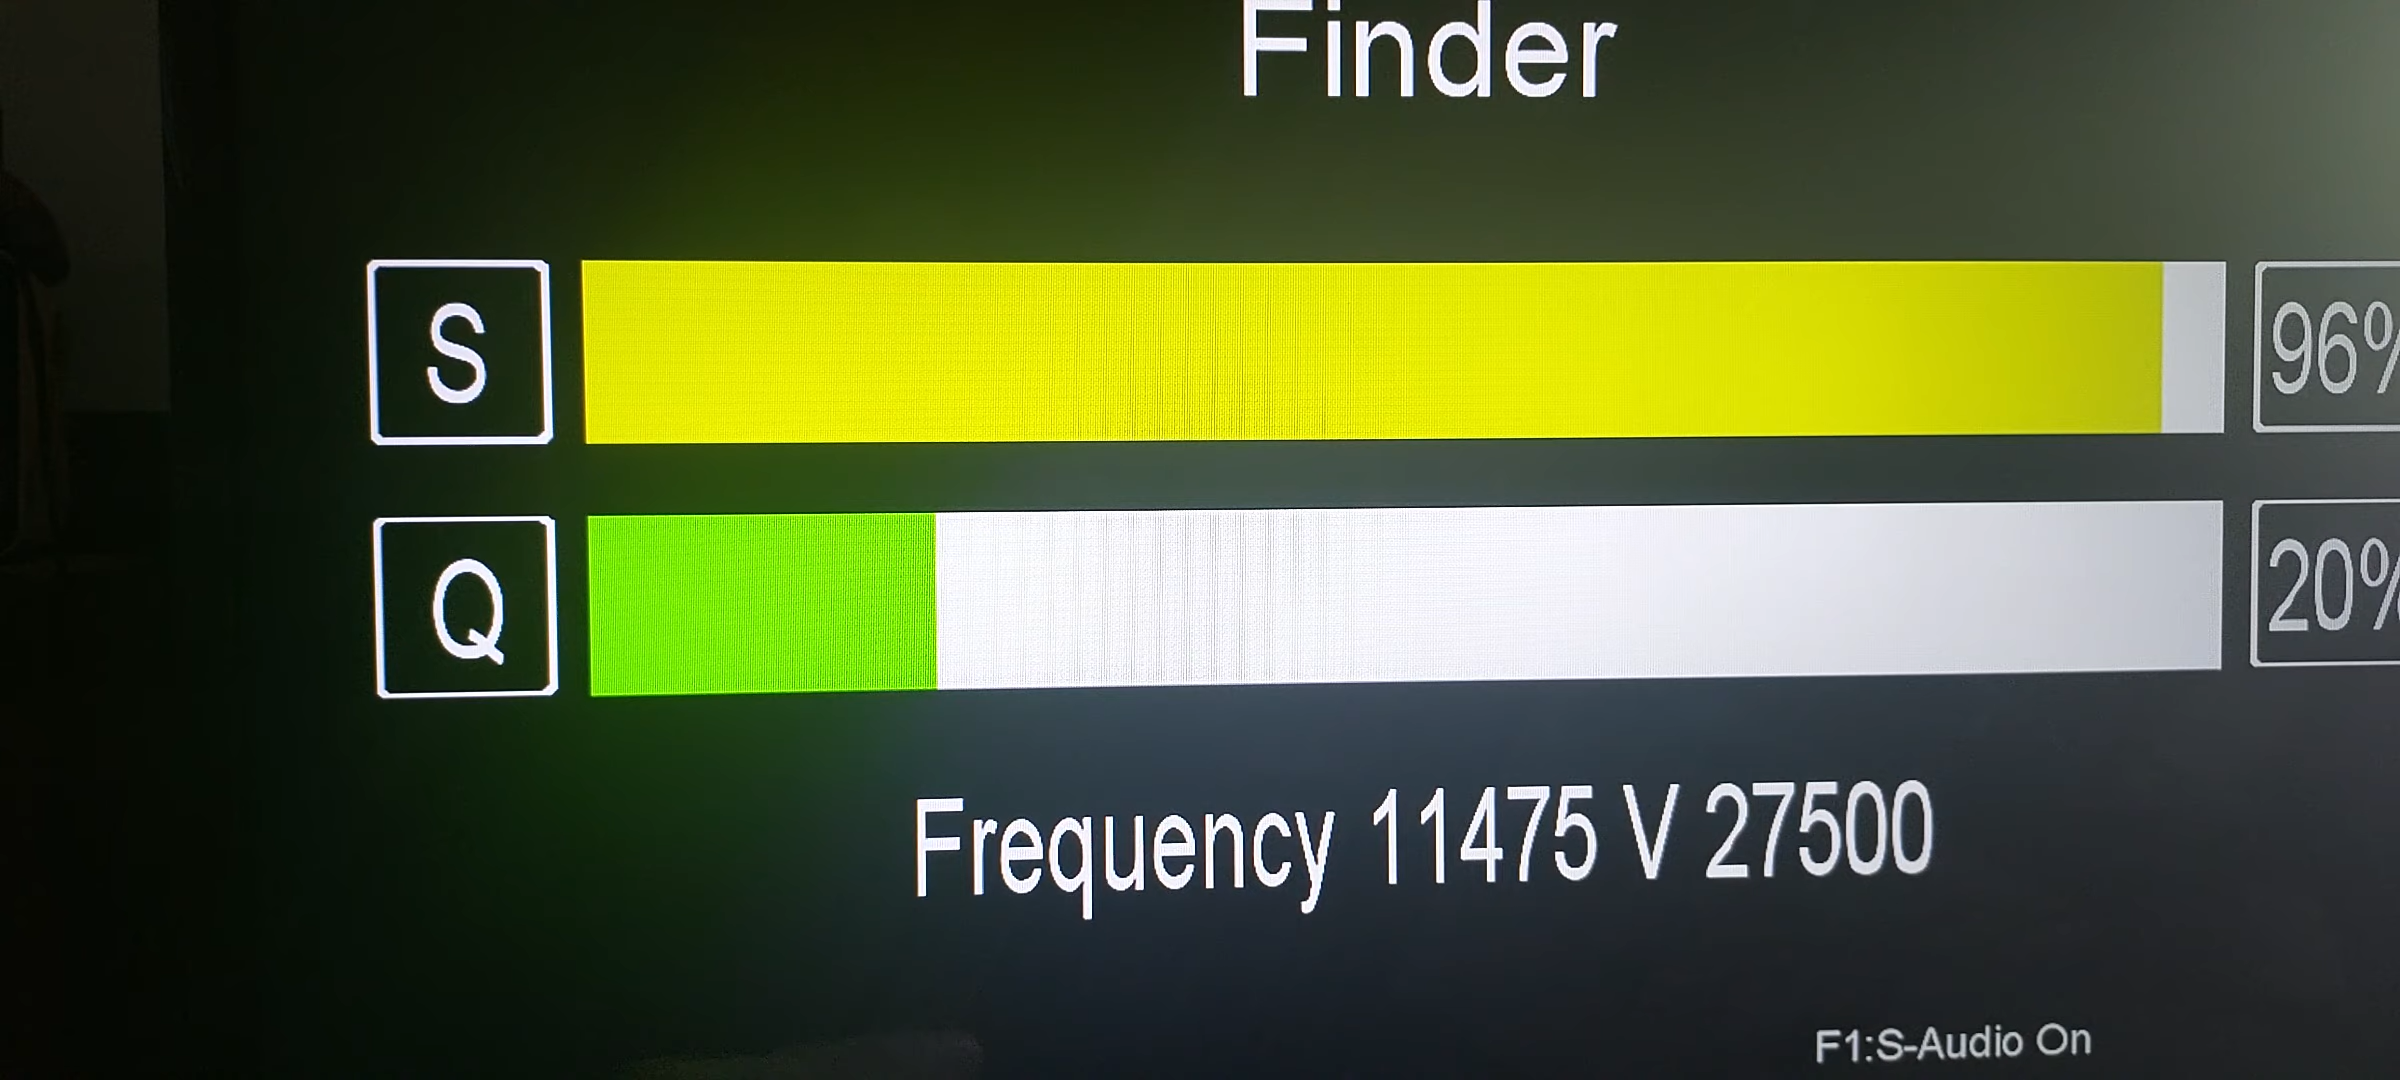 Finder
S 96%
Q 20%
Frequency 11475 V 27500
F1:S-Audio On